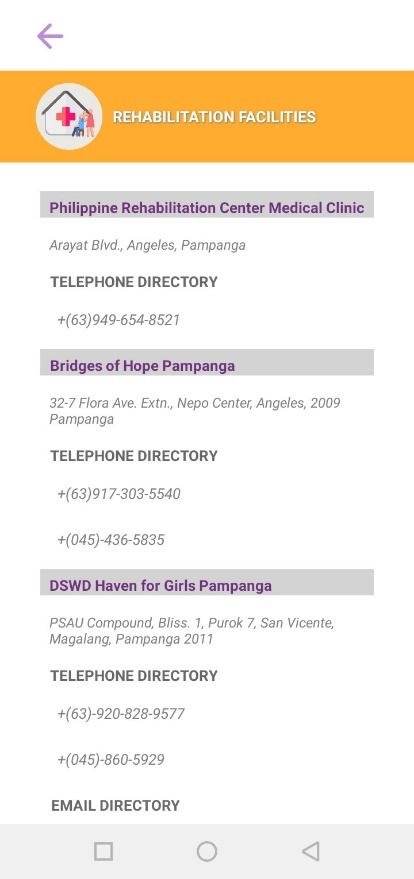 REHABILITATION FACILITIES
Philippine Rehabilitation Center Medical Clinic
Arayat Blvd., Angeles, Pampanga
TELEPHONE DIRECTORY
+(63)949-654-8521
Bridges of Hope Pampanga
32-7 Flora Ave. Extn., Nepo Center, Angeles, 2009
Pampanga
TELEPHONE DIRECTORY
+(63)917-303-5540
+(045)-436-5835
DSWD Haven for Girls Pampanga
PSAU Compound, Bliss. 1, Purok 7, San Vicente,
Magalang, Pampanga 2011
TELEPHONE DIRECTORY
+(63)-920-828-9577
+(045)-860-5929
EMAIL DIRECTORY